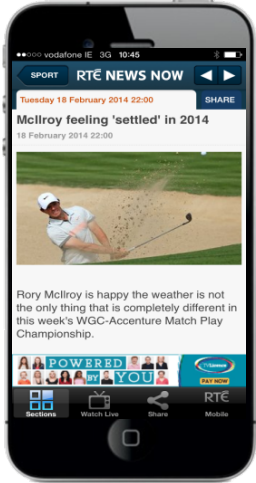 vodafone IE 3G 10:45
SPORT RTÉ NEWS NOW
Tuesday 18 February 2014 22:00 SHARE
McIlroy feeling 'settled' in 2014
18 February 2014 22:00
Rory McIlroy is happy the weather is not
the only thing that is completely different in
this week's WGC-Accenture Match Play
Championship.
POWERED
BY YOU
PAY NOW
Sections Watch Live Share Mobile
RTÉ